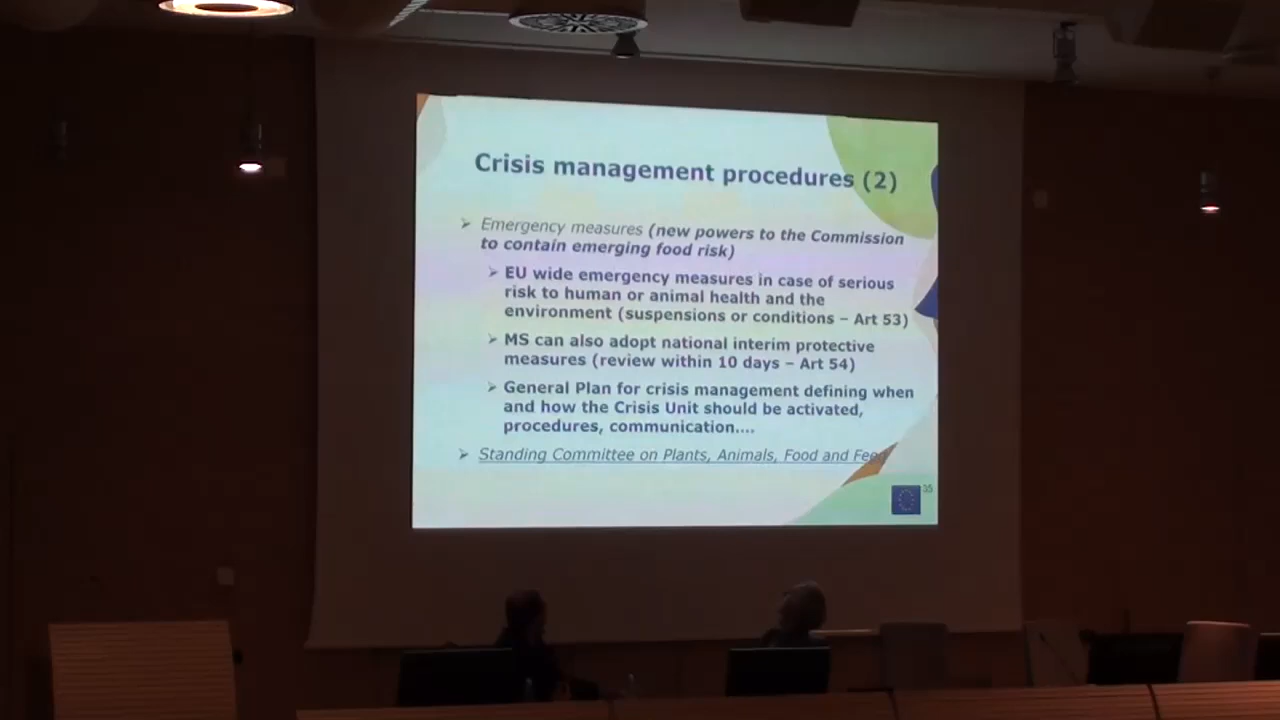 Crisis management procedures (2)
➢ Emergency measures (new powers to the Commission
to contain emerging food risk)
➢ EU wide emergency measures in case of serious
risk to human or animal health and the
environment (suspensions or conditions – Art 53)
➢ MS can also adopt national interim protective
measures (review within 10 days – Art 54)
➢ General Plan for crisis management defining when
and how the Crisis Unit should be activated,
procedures, communication....
➢ Standing Committee on Plants, Animals, Food and Feed
35